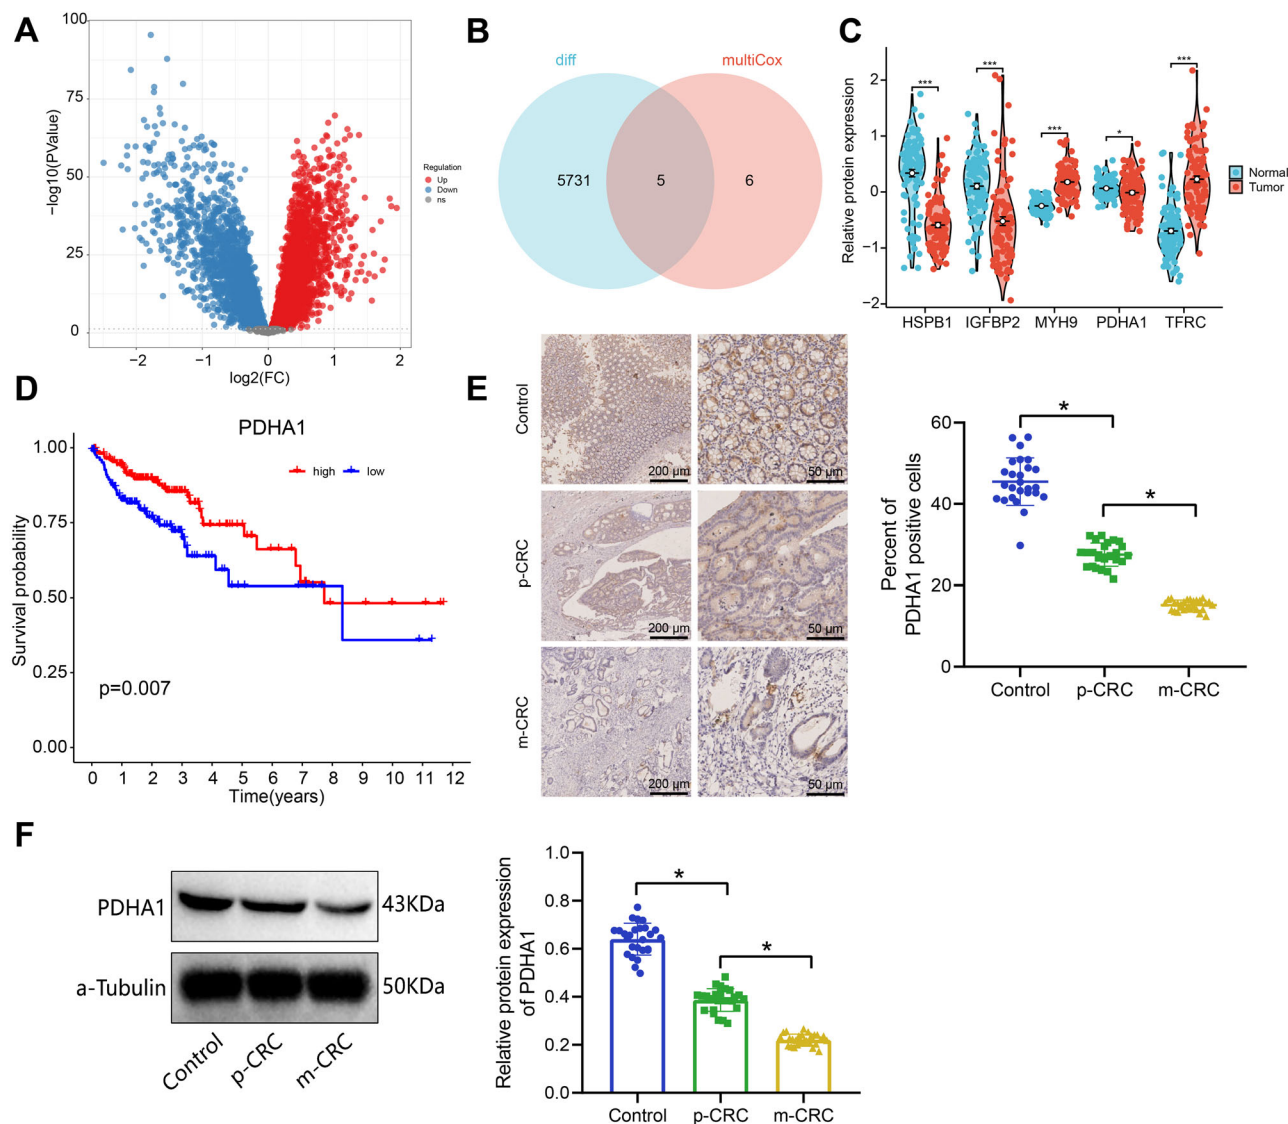 A
100
75
50
25
0
−log10(PValue)
−2
−1
0
1
2
log2(FC)
Regulation
Up
Down
ns
B
diff
multiCox
5731
5
6
C
Relative protein expression
2
1
0
−1
−2
***
***
***
*
***
HSPB1
IGFBP2
MYH9
PDHA1
TFRC
Normal
Tumor
D
PDHA1
high
low
Survival probability
1.00
0.75
0.50
0.25
0.00
p=0.007
0 1 2 3 4 5 6 7 8 9 10 11 12
Time(years)
E
Control
200 µm
50 µm
p-CRC
200 µm
50 µm
m-CRC
200 µm
50 µm
Percent of
PDHA1 positive cells
60
40
20
0
*
*
Control
p-CRC
m-CRC
F
PDHA1
43KDa
a-Tubulin
50KDa
Control
p-CRC
m-CRC
Relative protein expression
of PDHA1
1.0
0.8
0.6
0.4
0.2
0.0
*
*
Control
p-CRC
m-CRC